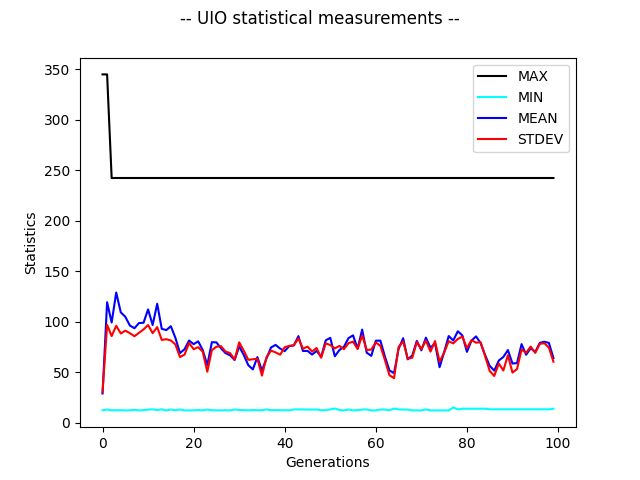 -- UIO statistical measurements --
350
300
250
200
150
100
50
0
Statistics
MAX
MIN
MEAN
STDEV
0 20 40 60 80 100
Generations